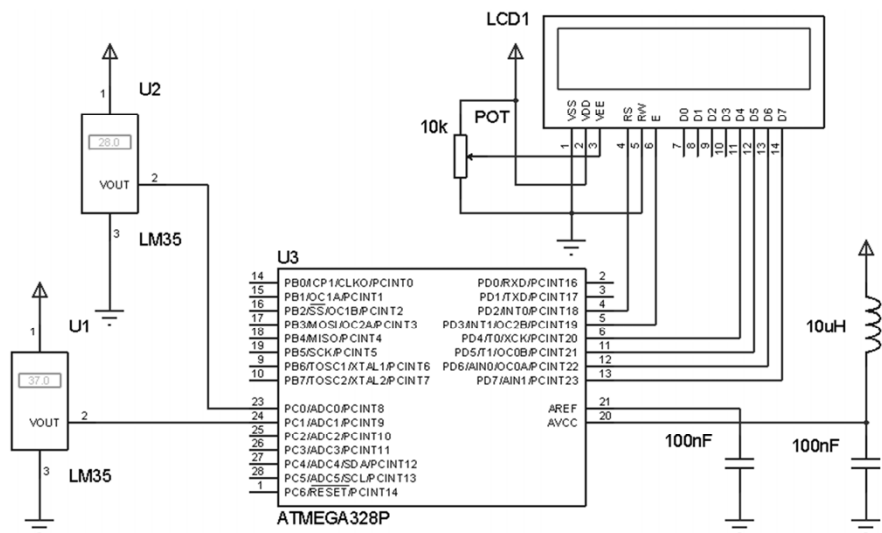 LCD1
1
U2
28.0
VOUT
2
3
LM35
POT
10k
VSS
VDD
VEE
RS
RW
E
D0
D1
D2
D3
D4
D5
D6
D7
1
2
3
4
5
6
7
8
9
10
11
12
13
14
1
U1
37.0
VOUT
2
3
LM35
U3
14 PB0/ICP1/CLKO/PCINT0
15 PB1/OC1A/PCINT1
16 PB2/SS/OC1B/PCINT2
17 PB3/MOSI/OC2A/PCINT3
18 PB4/MISO/PCINT4
19 PB5/SCK/PCINT5
9 PB6/TOSC1/XTAL1/PCINT6
10 PB7/TOSC2/XTAL2/PCINT7
23 PC0/ADC0/PCINT8
24 PC1/ADC1/PCINT9
25 PC2/ADC2/PCINT10
26 PC3/ADC3/PCINT11
27 PC4/ADC4/SDA/PCINT12
28 PC5/ADC5/SCL/PCINT13
1 PC6/RESET/PCINT14
PD0/RXD/PCINT16 2
PD1/TXD/PCINT17 3
PD2/INT0/PCINT18 4
PD3/INT1/OC2B/PCINT19 5
PD4/T0/XCK/PCINT20 6
PD5/T1/OC0B/PCINT21 11
PD6/AIN0/OC0A/PCINT22 12
PD7/AIN1/PCINT23 13
AREF 21
AVCC 20
ATMEGA328P
10uH
100nF
100nF